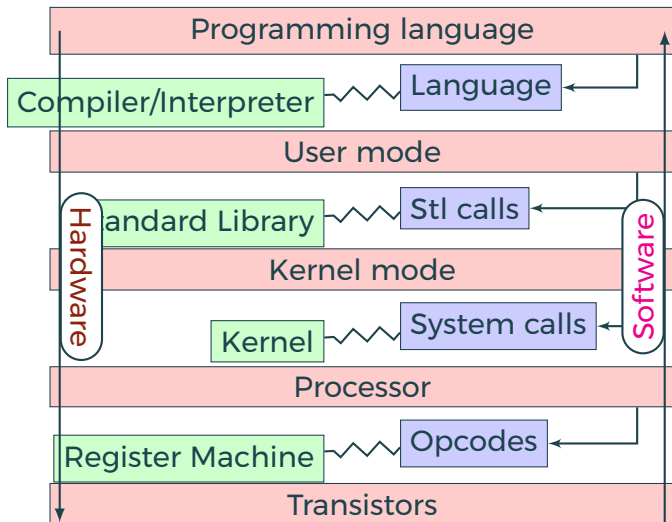 Programming language
Language
Compiler/Interpreter
User mode
Stl calls
tandard Library
Hardware
Software
Kernel mode
System calls
Kernel
Processor
Opcodes
Register Machine
Transistors